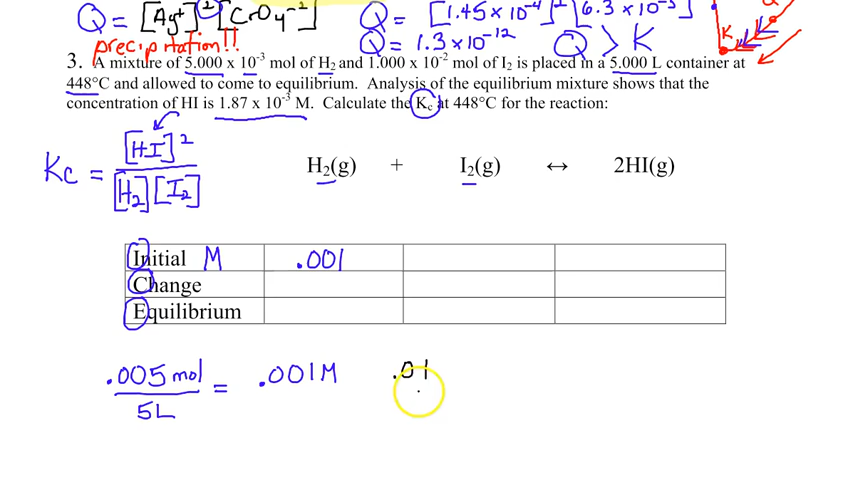 Q = [Ag+]² [CrO4-2] Q = [1.45 x 10-4]² [6.3 x 10-3]
precipitation!! Q = 1.3 x 10-12 Q > K K
3. A mixture of 5.000 x 10-3 mol of H2 and 1.000 x 10-2 mol of I2 is placed in a 5.000 L container at
448°C and allowed to come to equilibrium. Analysis of the equilibrium mixture shows that the
concentration of HI is 1.87 x 10-3 M. Calculate the Kc at 448°C for the reaction:
Kc = [HI]² / [H2][I2]
H2(g) + I2(g) ↔ 2HI(g)
Initial M .001
Change
Equilibrium
.005 mol / 5L = .001M .01